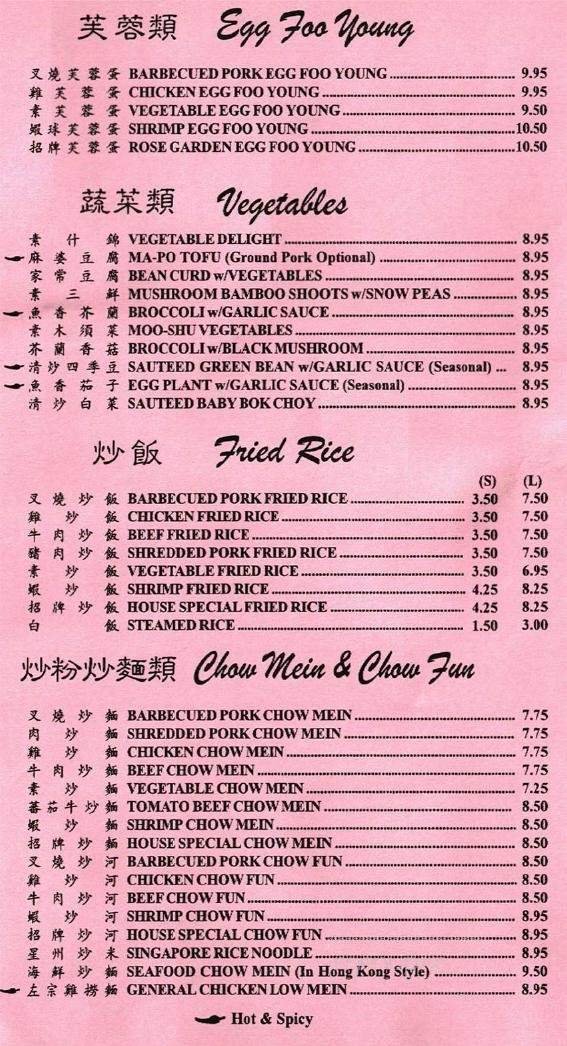 芙蓉類 Egg Foo Young
叉燒芙蓉蛋 BARBECUED PORK EGG FOO YOUNG 9.95
雞芙蓉蛋 CHICKEN EGG FOO YOUNG 9.95
素芙蓉蛋 VEGETABLE EGG FOO YOUNG 9.50
蝦球芙蓉蛋 SHRIMP EGG FOO YOUNG 10.50
招牌芙蓉蛋 ROSE GARDEN EGG FOO YOUNG 10.50
蔬菜類 Vegetables
素什錦 VEGETABLE DELIGHT 8.95
麻婆豆腐 MA-PO TOFU (Ground Pork Optional) 8.95
家常豆腐 BEAN CURD w/VEGETABLES 8.95
素三鮮 MUSHROOM BAMBOO SHOOTS w/SNOW PEAS 8.95
魚香芥蘭 BROCCOLI w/GARLIC SAUCE 8.95
素木須菜 MOO-SHU VEGETABLES 8.95
芥蘭香菇 BROCCOLI w/BLACK MUSHROOM 8.95
清炒四季豆 SAUTEED GREEN BEAN w/GARLIC SAUCE (Seasonal) ... 8.95
魚香茄子 EGG PLANT w/GARLIC SAUCE (Seasonal) 8.95
清炒白菜 SAUTEED BABY BOK CHOY 8.95
炒飯 Fried Rice
(S) (L)
叉燒炒飯 BARBECUED PORK FRIED RICE 3.50 7.50
雞炒飯 CHICKEN FRIED RICE 3.50 7.50
牛肉炒飯 BEEF FRIED RICE 3.50 7.50
豬肉炒飯 SHREDDED PORK FRIED RICE 3.50 7.50
素炒飯 VEGETABLE FRIED RICE 3.50 6.95
蝦炒飯 SHRIMP FRIED RICE 4.25 8.25
招牌炒飯 HOUSE SPECIAL FRIED RICE 4.25 8.25
白飯 STEAMED RICE 1.50 3.00
炒粉炒麵類 Chow Mein & Chow Fun
叉燒炒麵 BARBECUED PORK CHOW MEIN 7.75
肉炒麵 SHREDDED PORK CHOW MEIN 7.75
雞炒麵 CHICKEN CHOW MEIN 7.75
牛肉炒麵 BEEF CHOW MEIN 7.75
素炒麵 VEGETABLE CHOW MEIN 7.25
蕃茄牛炒麵 TOMATO BEEF CHOW MEIN 8.50
蝦炒麵 SHRIMP CHOW MEIN 8.50
招牌炒麵 HOUSE SPECIAL CHOW MEIN 8.50
叉燒炒河 BARBECUED PORK CHOW FUN 8.50
雞炒河 CHICKEN CHOW FUN 8.50
牛肉炒河 BEEF CHOW FUN 8.50
蝦炒河 SHRIMP CHOW FUN 8.95
招牌炒河 HOUSE SPECIAL CHOW FUN 8.95
星州炒米 SINGAPORE RICE NOODLE 8.95
海鮮炒麵 SEAFOOD CHOW MEIN (In Hong Kong Style) 9.50
左宗雞撈麵 GENERAL CHICKEN LOW MEIN 8.95
Hot & Spicy